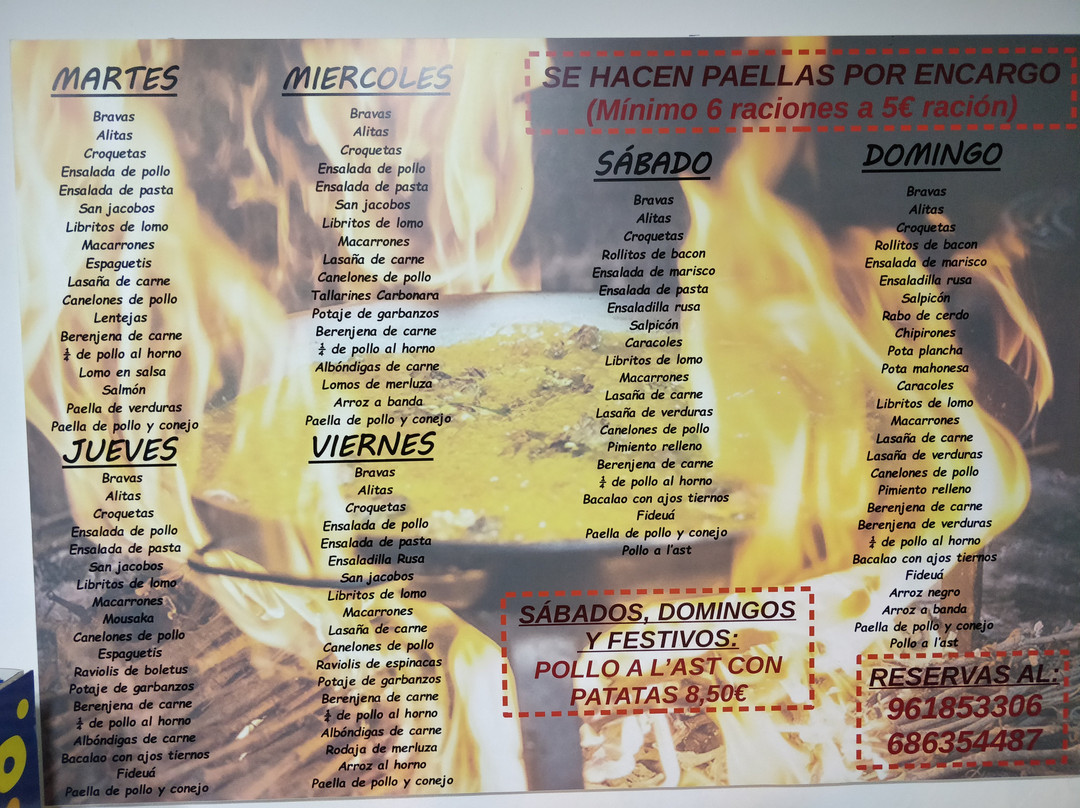 MARTES
Bravas
Alitas
Croquetas
Ensalada de pollo
Ensalada de pasta
San jacobos
Libritos de lomo
Macarrones
Espaguetis
Lasaña de carne
Canelones de pollo
Lentejas
Berenjena de carne
¼ de pollo al horno
Lomo en salsa
Salmón
Paella de verduras
Paella de pollo y conejo
MIERCOLES
Bravas
Alitas
Croquetas
Ensalada de pollo
Ensalada de pasta
San jacobos
Libritos de lomo
Macarrones
Lasaña de carne
Canelones de pollo
Tallarines Carbonara
Potaje de garbanzos
Berenjena de carne
¼ de pollo al horno
Albóndigas de carne
Lomos de merluza
Arroz a banda
Paella de pollo y conejo
JUEVES
Bravas
Alitas
Croquetas
Ensalada de pollo
Ensalada de pasta
San jacobos
Libritos de lomo
Macarrones
Mousaka
Canelones de pollo
Espaguetís
Raviolis de boletus
Potaje de garbanzos
Berenjena de carne
¼ de pollo al horno
Albóndigas de carne
Bacalao con ajos tiernos
Fideuá
Paella de pollo y conejo
VIERNES
Bravas
Alitas
Croquetas
Ensalada de pollo
Ensalada de pasta
Ensaladilla Rusa
San jacobos
Libritos de lomo
Macarrones
Lasaña de carne
Canelones de pollo
Raviolis de espinacas
Potaje de garbanzos
Berenjena de carne
¼ de pollo al horno
Albóndigas de carne
Rodaja de merluza
Arroz al horno
Paella de pollo y conejo
SE HACEN PAELLAS POR ENCARGO
(Mínimo 6 raciones a 5€ ración)
SÁBADO
Bravas
Alitas
Croquetas
Rollitos de bacon
Ensalada de marisco
Ensalada de pasta
Ensaladilla rusa
Salpicón
Caracoles
Libritos de lomo
Macarrones
Lasaña de carne
Lasaña de verduras
Canelones de pollo
Pimiento relleno
Berenjena de carne
¼ de pollo al horno
Bacalao con ajos tiernos
Fideuá
Paella de pollo y conejo
Pollo a l'ast
DOMINGO
Bravas
Alitas
Croquetas
Rollitos de bacon
Ensalada de marisco
Ensaladilla rusa
Salpicón
Rabo de cerdo
Chipirones
Pota plancha
Pota mahonesa
Caracoles
Libritos de lomo
Macarrones
Lasaña de carne
Lasaña de verduras
Canelones de pollo
Pimiento relleno
Berenjena de carne
Berenjena de verduras
¼ de pollo al horno
Bacalao con ajos tiernos
Fideuá
Arroz negro
Arroz a banda
Paella de pollo y conejo
Pollo a l'ast
SÁBADOS, DOMINGOS
Y FESTIVOS:
POLLO A L'AST CON
PATATAS 8,50€
RESERVAS AL:
961853306
686354487